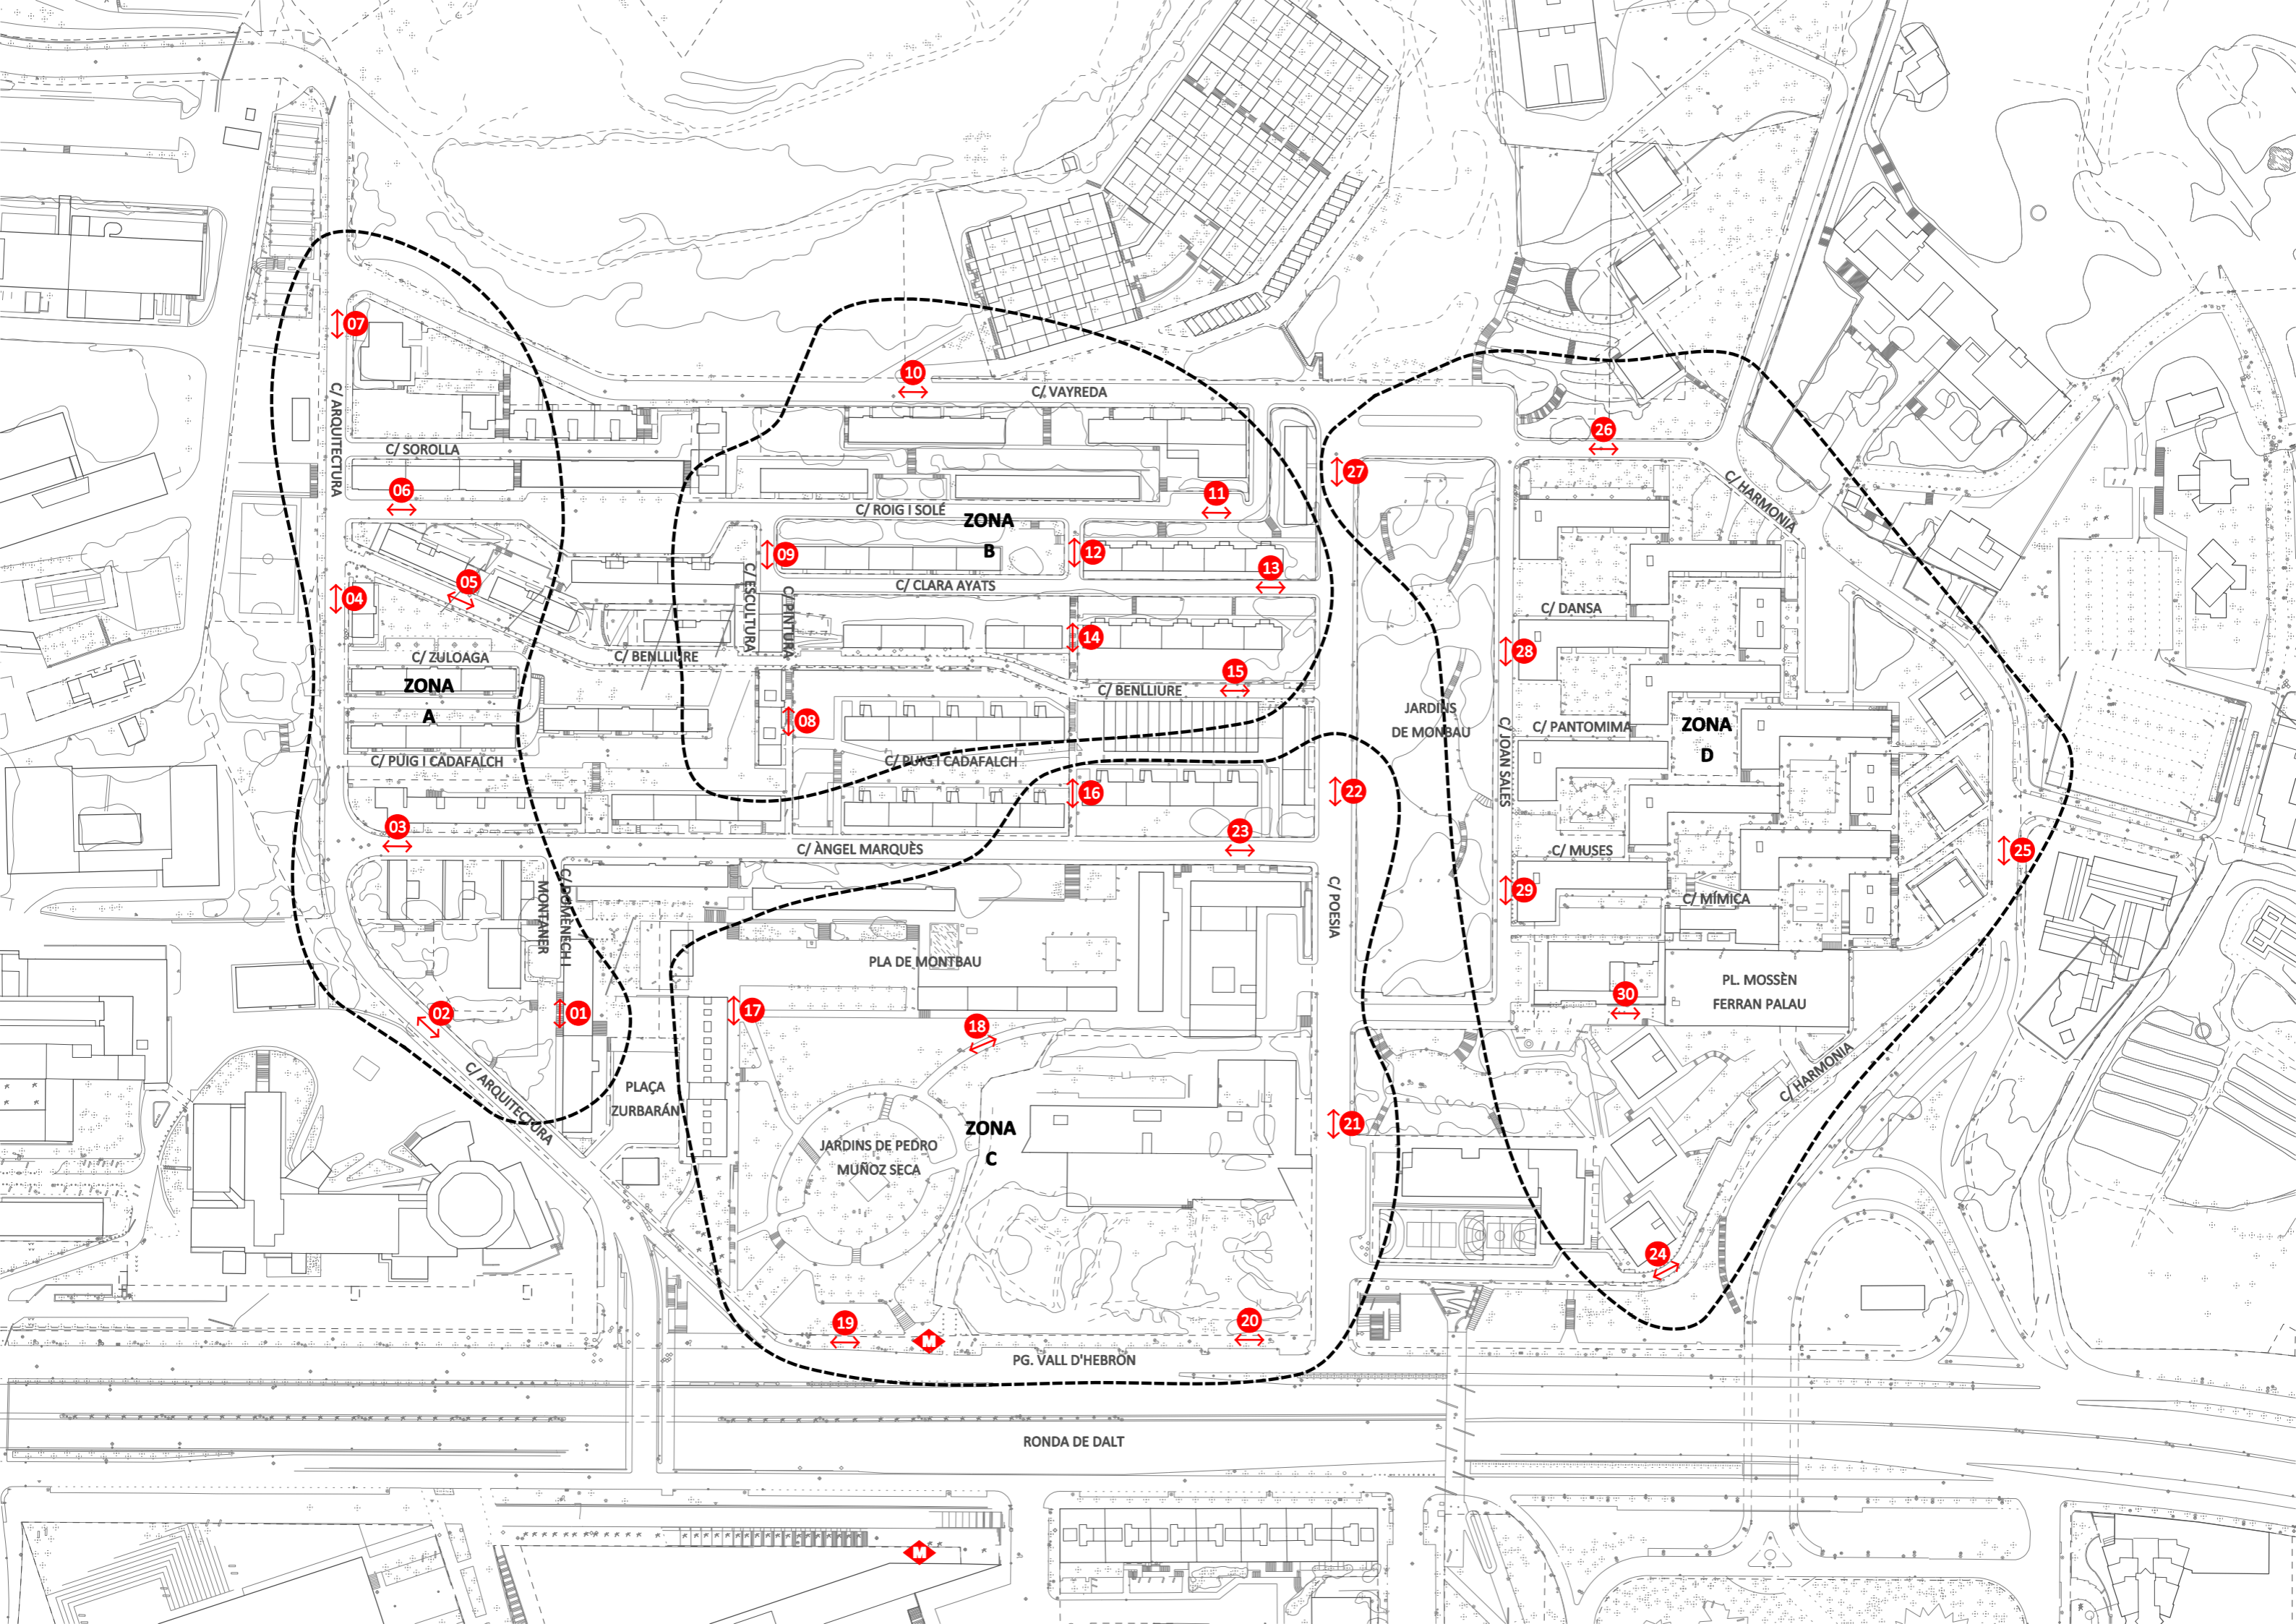 07
10
C/ VAYREDA
C/ ARQUITECTURA
26
C/ SOROLLA
27
06
11
C/ HARMONIA
C/ ROIG I SOLÉ
ZONA
B
09
12
13
05
04
C/ ESCULTURA
C/ PINTURA
C/ CLARA AYATS
C/ DANSA
14
28
C/ ZULOAGA
C/ BENLLIURE
15
C/ BENLLIURE
ZONA
A
08
JARDINS
DE MONBAU
C/ JOAN SALES
C/ PANTOMIMA
ZONA
D
C/ PUIG I CADAFALCH
C/ PUIG I CADAFALCH
16
22
03
23
C/ ÀNGEL MARQUÈS
C/ MUSES
25
C/ DOMÈNECH I
MONTANER
C/ POESIA
29
C/ MÍMICA
PLA DE MONTBAU
PL. MOSSÈN
FERRAN PALAU
30
02
01
17
18
C/ ARQUITECTURA
PLAÇA
ZURBARÁN
C/ HARMONIA
21
ZONA
C
JARDINS DE PEDRO
MUÑOZ SECA
24
19
20
M
PG. VALL D'HEBRON
RONDA DE DALT
M